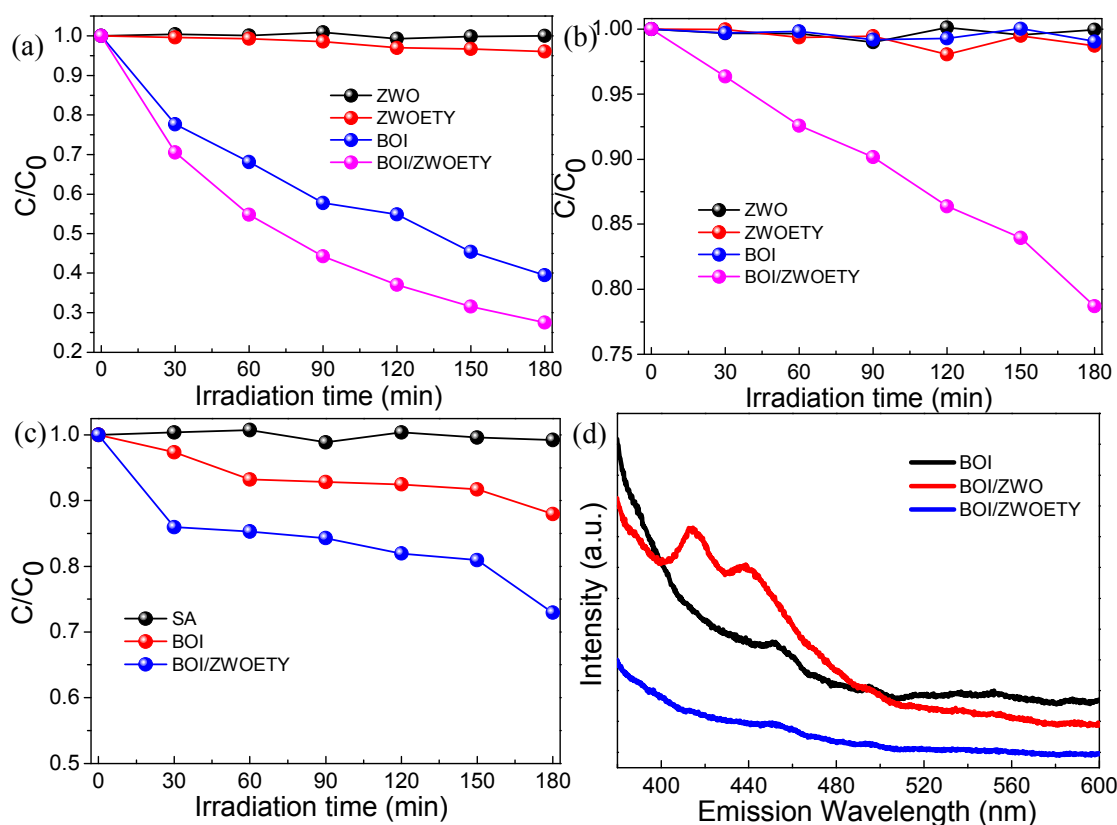 (a)
1.0
0.9
0.8
0.7
0.6
0.5
0.4
0.3
0.2
C/C0
ZWO
ZWOETY
BOI
BOI/ZWOETY
0 30 60 90 120 150 180
Irradiation time (min)
(b)
1.00
0.95
0.90
0.85
0.80
0.75
C/C0
ZWO
ZWOETY
BOI
BOI/ZWOETY
0 30 60 90 120 150 180
Irradiation time (min)
(c)
1.0
0.9
0.8
0.7
0.6
0.5
C/C0
SA
BOI
BOI/ZWOETY
0 30 60 90 120 150 180
Irradiation time (min)
(d)
Intensity (a.u.)
BOI
BOI/ZWO
BOI/ZWOETY
400 440 480 520 560 600
Emission Wavelength (nm)